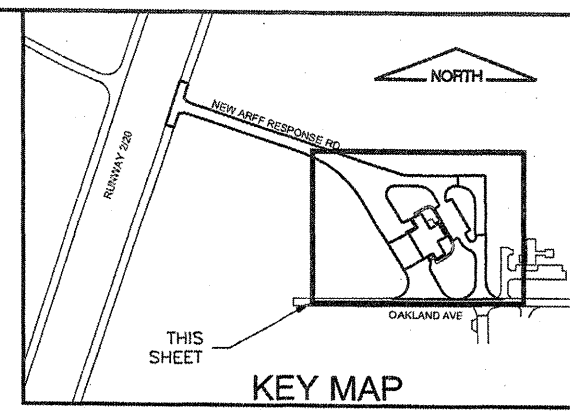 NORTH
NEW ARFF RESPONSE RD
RUNWAY 2/20
OAKLAND AVE
THIS
SHEET
KEY MAP